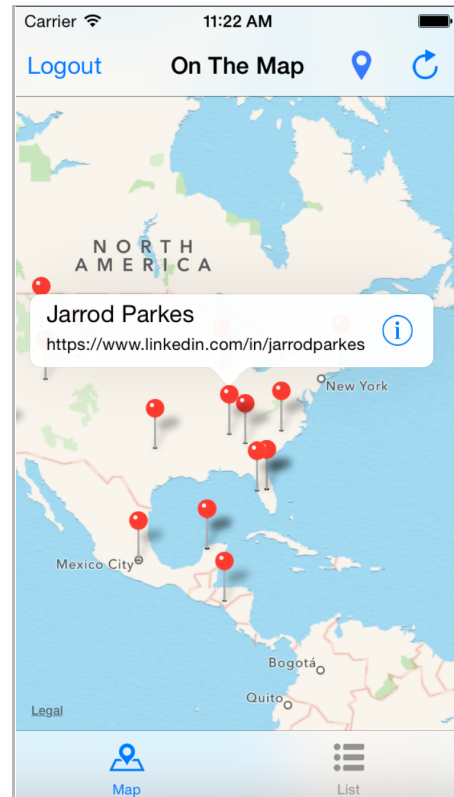 Carrier 11:22 AM
Logout On The Map
NORTH
AMERICA
Jarrod Parkes
https://www.linkedin.com/in/jarrodparkes
New York
Mexico City
Bogotá
Quito
Legal
Map List